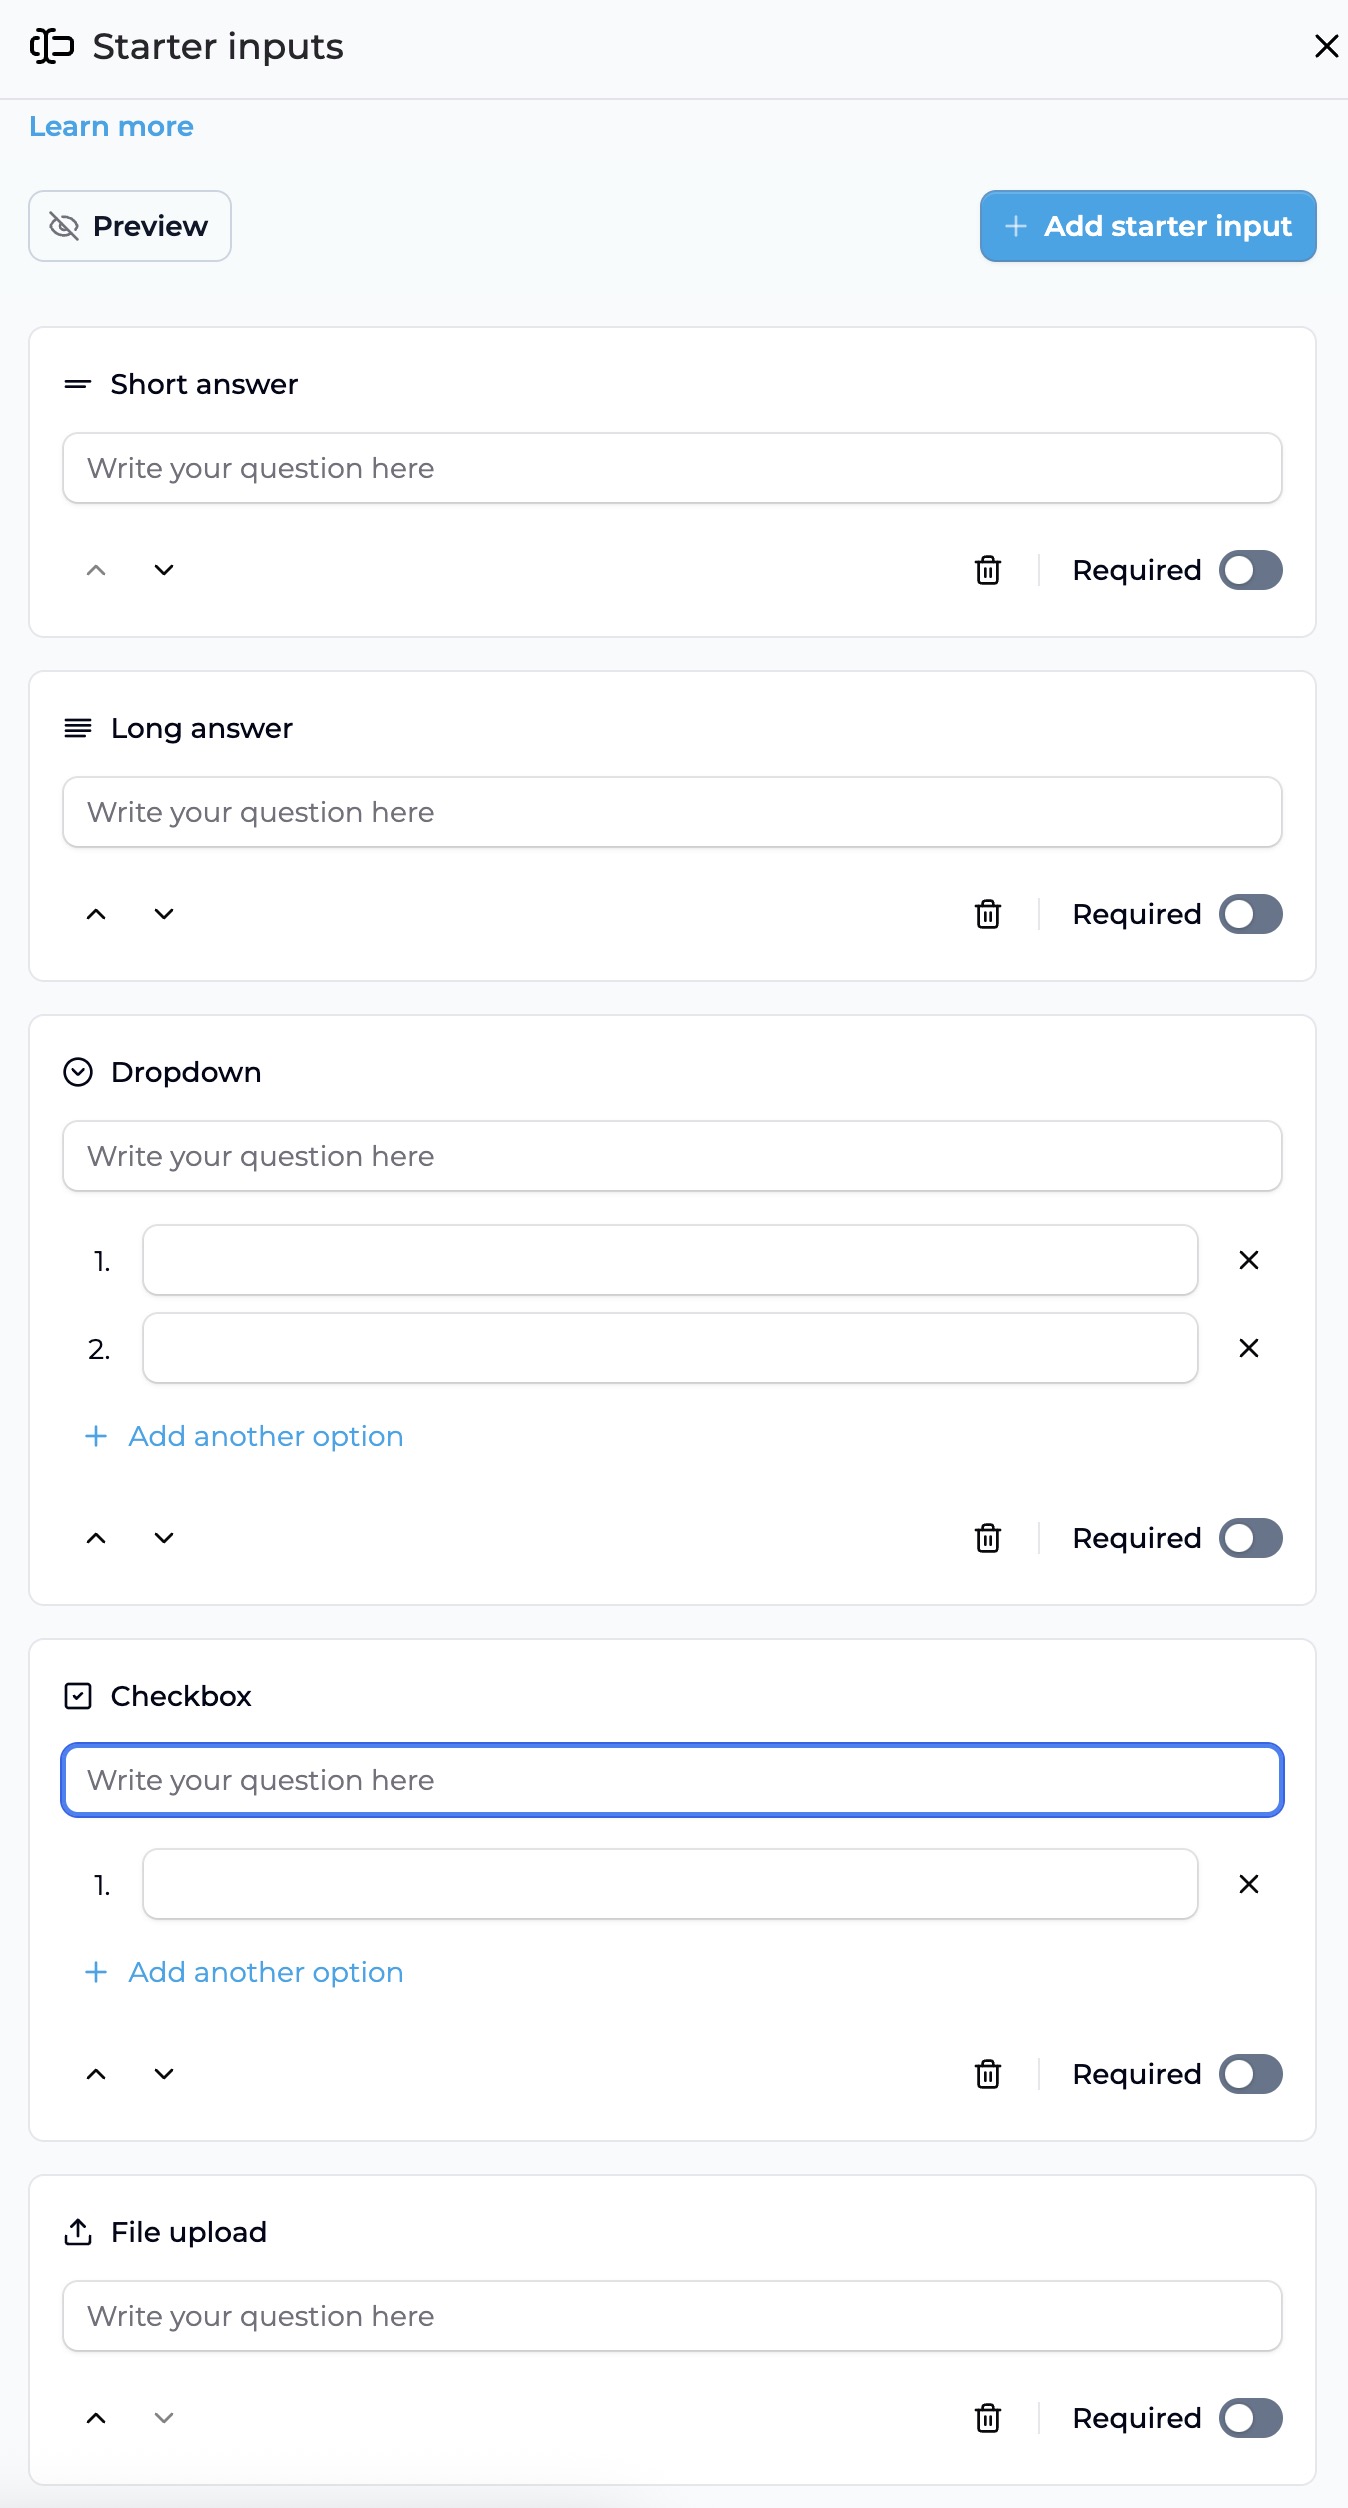 Starter inputs
Learn more
Preview
Add starter input
Short answer
Write your question here
Required
Long answer
Write your question here
Required
Dropdown
Write your question here
1.
2.
Add another option
Required
Checkbox
Write your question here
1.
Add another option
Required
File upload
Write your question here
Required